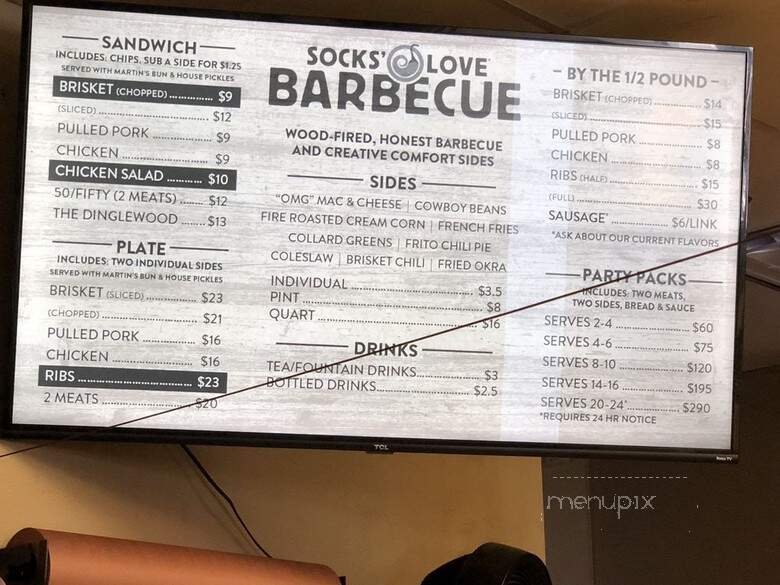 SANDWICH
INCLUDES: CHIPS. SUB A SIDE FOR $1.25
SERVED WITH MARTIN'S BUN & HOUSE PICKLES
BRISKET (CHOPPED) ............... $9
(SLICED) ............... $12
PULLED PORK ............... $9
CHICKEN ............... $9
CHICKEN SALAD ........... $10
50/FIFTY (2 MEATS) ....... $12
THE DINGLEWOOD ....... $13
PLATE
INCLUDES: TWO INDIVIDUAL SIDES
SERVED WITH MARTIN'S BUN & HOUSE PICKLES
BRISKET (SLICED) ............... $23
(CHOPPED) ............... $21
PULLED PORK ............... $16
CHICKEN ............... $16
RIBS ............... $23
2 MEATS ............... $20
SOCKS' LOVE
BARBECUE
WOOD-FIRED, HONEST BARBECUE
AND CREATIVE COMFORT SIDES
SIDES
"OMG" MAC & CHEESE | COWBOY BEANS
FIRE ROASTED CREAM CORN | FRENCH FRIES
COLLARD GREENS | FRITO CHILI PIE
COLESLAW | BRISKET CHILI | FRIED OKRA
INDIVIDUAL ............... $3.5
PINT ............... $8
QUART ............... $16
DRINKS
TEA/FOUNTAIN DRINKS ............... $3
BOTTLED DRINKS ............... $2.5
– BY THE 1/2 POUND –
BRISKET (CHOPPED) ............... $14
(SLICED) ............... $15
PULLED PORK ............... $8
CHICKEN ............... $8
RIBS (HALF) ............... $15
(FULL) ............... $30
SAUSAGE* ............... $6/LINK
*ASK ABOUT OUR CURRENT FLAVORS
PARTY PACKS
INCLUDES: TWO MEATS,
TWO SIDES, BREAD & SAUCE
SERVES 2-4 ............... $60
SERVES 4-6 ............... $75
SERVES 8-10 ............... $120
SERVES 14-16 ............... $195
SERVES 20-24* ............... $290
*REQUIRES 24 HR NOTICE
TCL
Roku TV
menupix